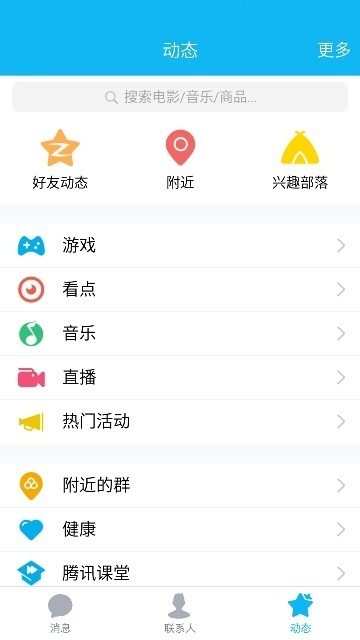 动态
更多
搜索电影/音乐/商品...
好友动态
附近
兴趣部落
游戏
看点
音乐
直播
热门活动
附近的群
健康
腾讯课堂
消息
联系人
动态